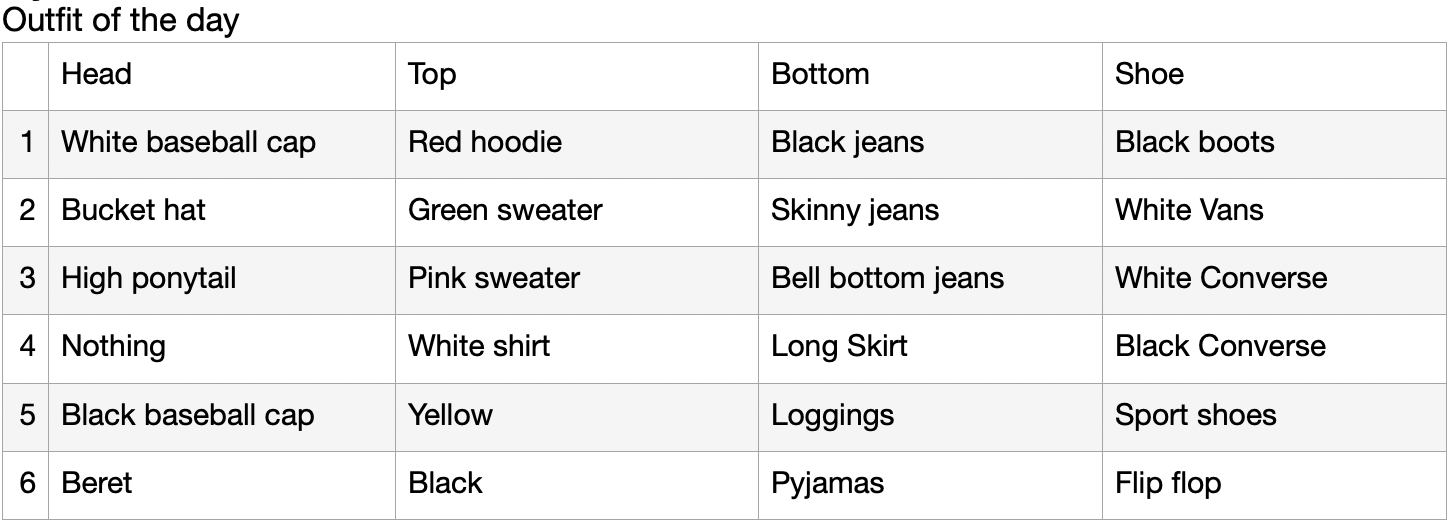 Outfit of the day
Head Top Bottom Shoe
1 White baseball cap Red hoodie Black jeans Black boots
2 Bucket hat Green sweater Skinny jeans White Vans
3 High ponytail Pink sweater Bell bottom jeans White Converse
4 Nothing White shirt Long Skirt Black Converse
5 Black baseball cap Yellow Loggings Sport shoes
6 Beret Black Pyjamas Flip flop